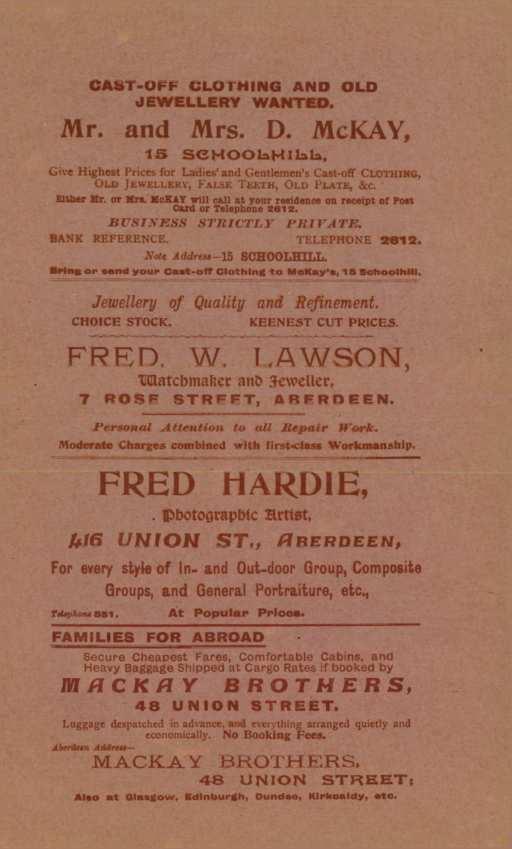 CAST-OFF CLOTHING AND OLD
JEWELLERY WANTED.
Mr. and Mrs. D. McKAY,
15 SCHOOLHILL,
Give Highest Prices for Ladies' and Gentlemen's Cast-off CLOTHING,
OLD JEWELLERY, FALSE TEETH, OLD PLATE, &c.
Either Mr. or Mrs. McKAY will call at your residence on receipt of Post
Card or Telephone 2612.
BUSINESS STRICTLY PRIVATE.
BANK REFERENCE. TELEPHONE 2612.
Note Address—15 SCHOOLHILL.
Bring or send your Cast-off Clothing to McKay's, 15 Schoolhill.
Jewellery of Quality and Refinement.
CHOICE STOCK. KEENEST CUT PRICES.
FRED. W. LAWSON,
Watchmaker and Jeweller,
7 ROSE STREET, ABERDEEN.
Personal Attention to all Repair Work.
Moderate Charges combined with first-class Workmanship.
FRED HARDIE,
Photographic Artist,
416 UNION ST., ABERDEEN,
For every style of In- and Out-door Group, Composite
Groups, and General Portraiture, etc.,
Telephone 551. At Popular Prices.
FAMILIES FOR ABROAD
Secure Cheapest Fares, Comfortable Cabins, and
Heavy Baggage Shipped at Cargo Rates if booked by
MACKAY BROTHERS,
48 UNION STREET.
Luggage despatched in advance, and everything arranged quietly and
economically. No Booking Fees.
Aberdeen Address—
MACKAY BROTHERS,
48 UNION STREET;
Also at Glasgow, Edinburgh, Dundee, Kirkcaldy, etc.